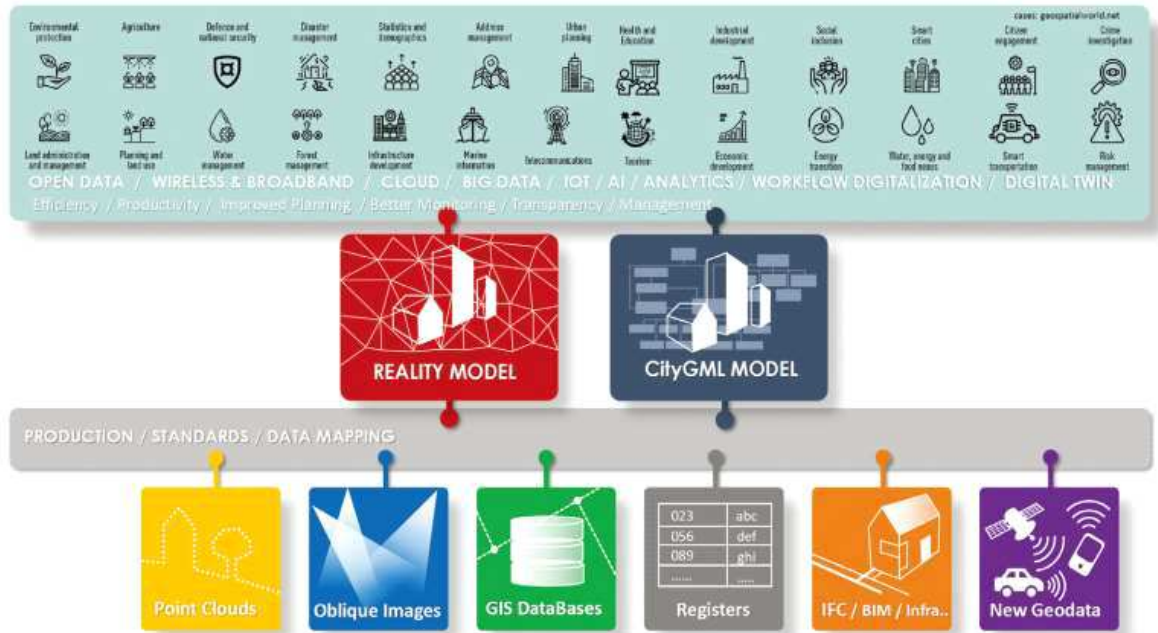 cases: geospatialworld.net
Environmental
protection
Agriculture
Defence and
national security
Disaster
management
Statistics and
demographics
Address
management
Urban
planning
Health and
Education
Industrial
development
Social
inclusion
Smart
cities
Citizen
engagement
Crime
investigation
Land administration
and management
Planning and
land use
Water
management
Forest
management
Infrastructure
development
Marine
information
Telecommunications
Tourism
Economic
development
Energy
transition
Water, energy and
food nexus
Smart
transportation
Risk
management
OPEN DATA / WIRELESS & BROADBAND / CLOUD / BIG DATA / IOT / AI / ANALYTICS / WORKFLOW DIGITALIZATION / DIGITAL TWIN
Efficiency / Productivity / Improved Planning / Better Monitoring / Transparency / Management
REALITY MODEL
CityGML MODEL
PRODUCTION / STANDARDS / DATA MAPPING
Point Clouds
Oblique Images
GIS DataBases
023 abc
056 def
089 ghi
...... .....
Registers
IFC / BIM / Infra..
New Geodata